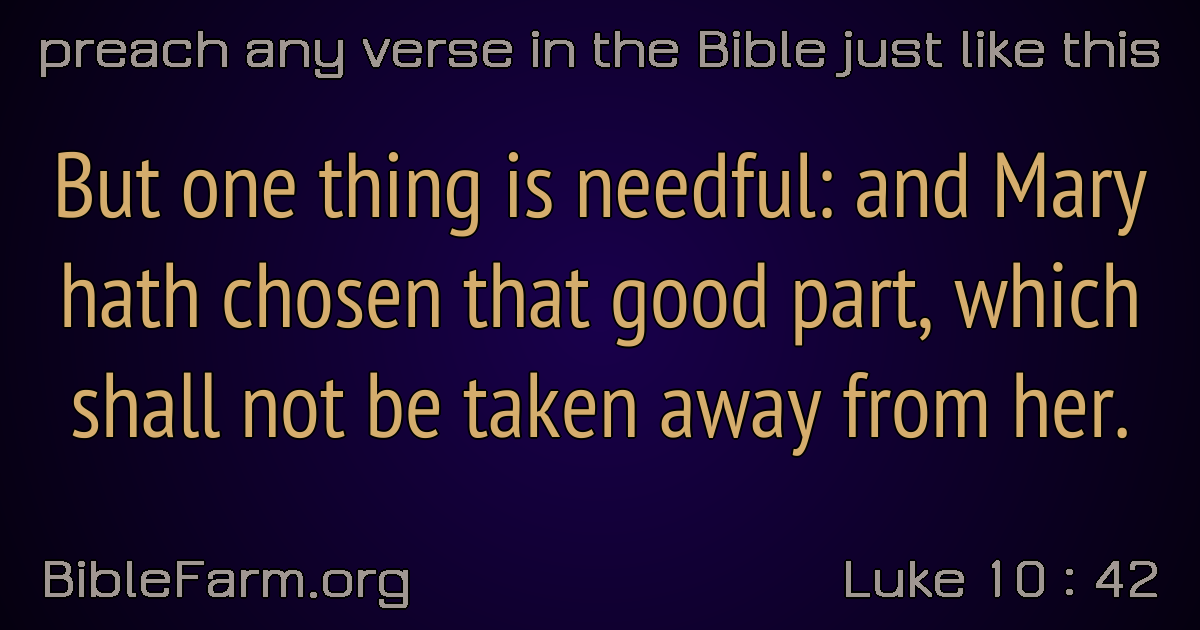 preach any verse in the Bible just like this
But one thing is needful: and Mary
hath chosen that good part, which
shall not be taken away from her.
BibleFarm.org
Luke 10 : 42